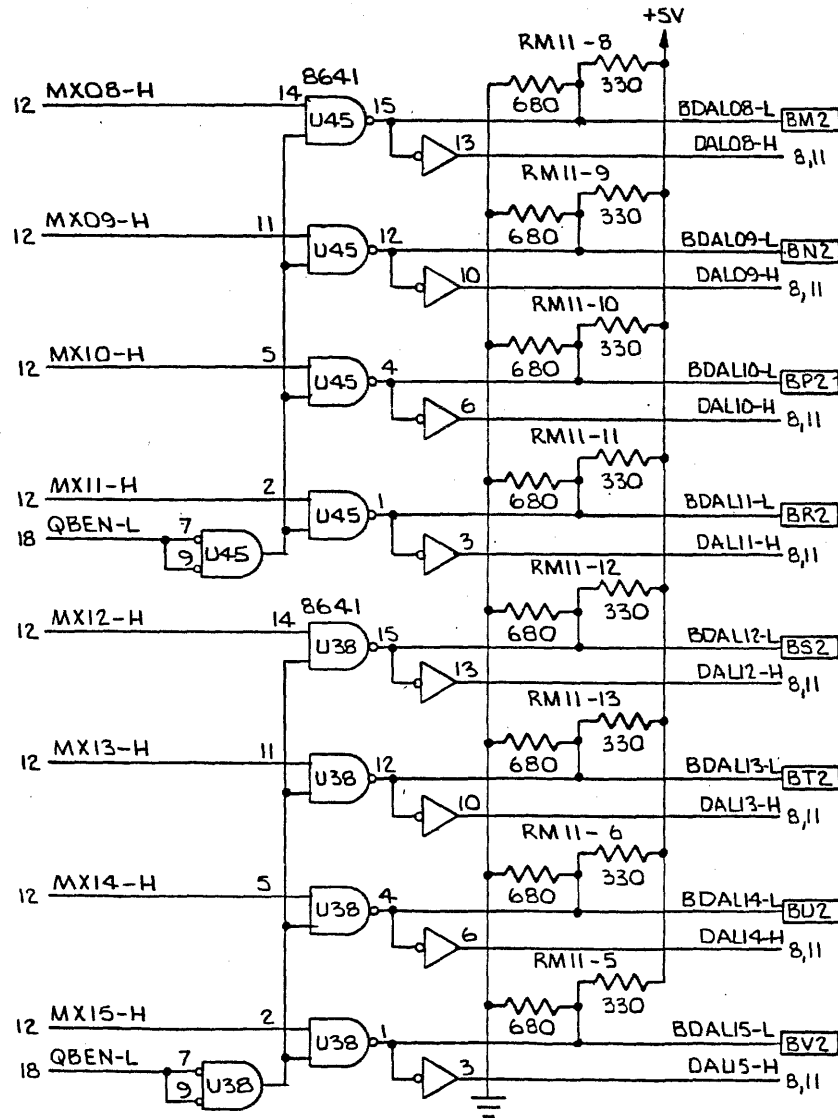 +5V
RM11-8
8641
MX08-H
12
14
U45
15
680
330
BDAL08-L
BM2
13
DAL08-H
8,11
RM11-9
MX09-H
12
11
U45
12
680
330
BDAL09-L
BN2
10
DAL09-H
8,11
RM11-10
MX10-H
12
5
U45
4
680
330
BDAL10-L
BP2
6
DAL10-H
8,11
RM11-11
MX11-H
12
2
U45
1
680
330
BDAL11-L
BR2
18
QBEN-L
7
9
U45
3
DAL11-H
8,11
RM11-12
8641
MX12-H
12
14
U38
15
680
330
BDAL12-L
BS2
13
DAL12-H
8,11
RM11-13
MX13-H
12
11
U38
12
680
330
BDAL13-L
BT2
10
DAL13-H
8,11
RM11-6
MX14-H
12
5
U38
4
680
330
BDAL14-L
BU2
6
DAL14-H
8,11
RM11-5
MX15-H
12
2
U38
1
680
330
BDAL15-L
BV2
18
QBEN-L
7
9
U38
3
DAL15-H
8,11